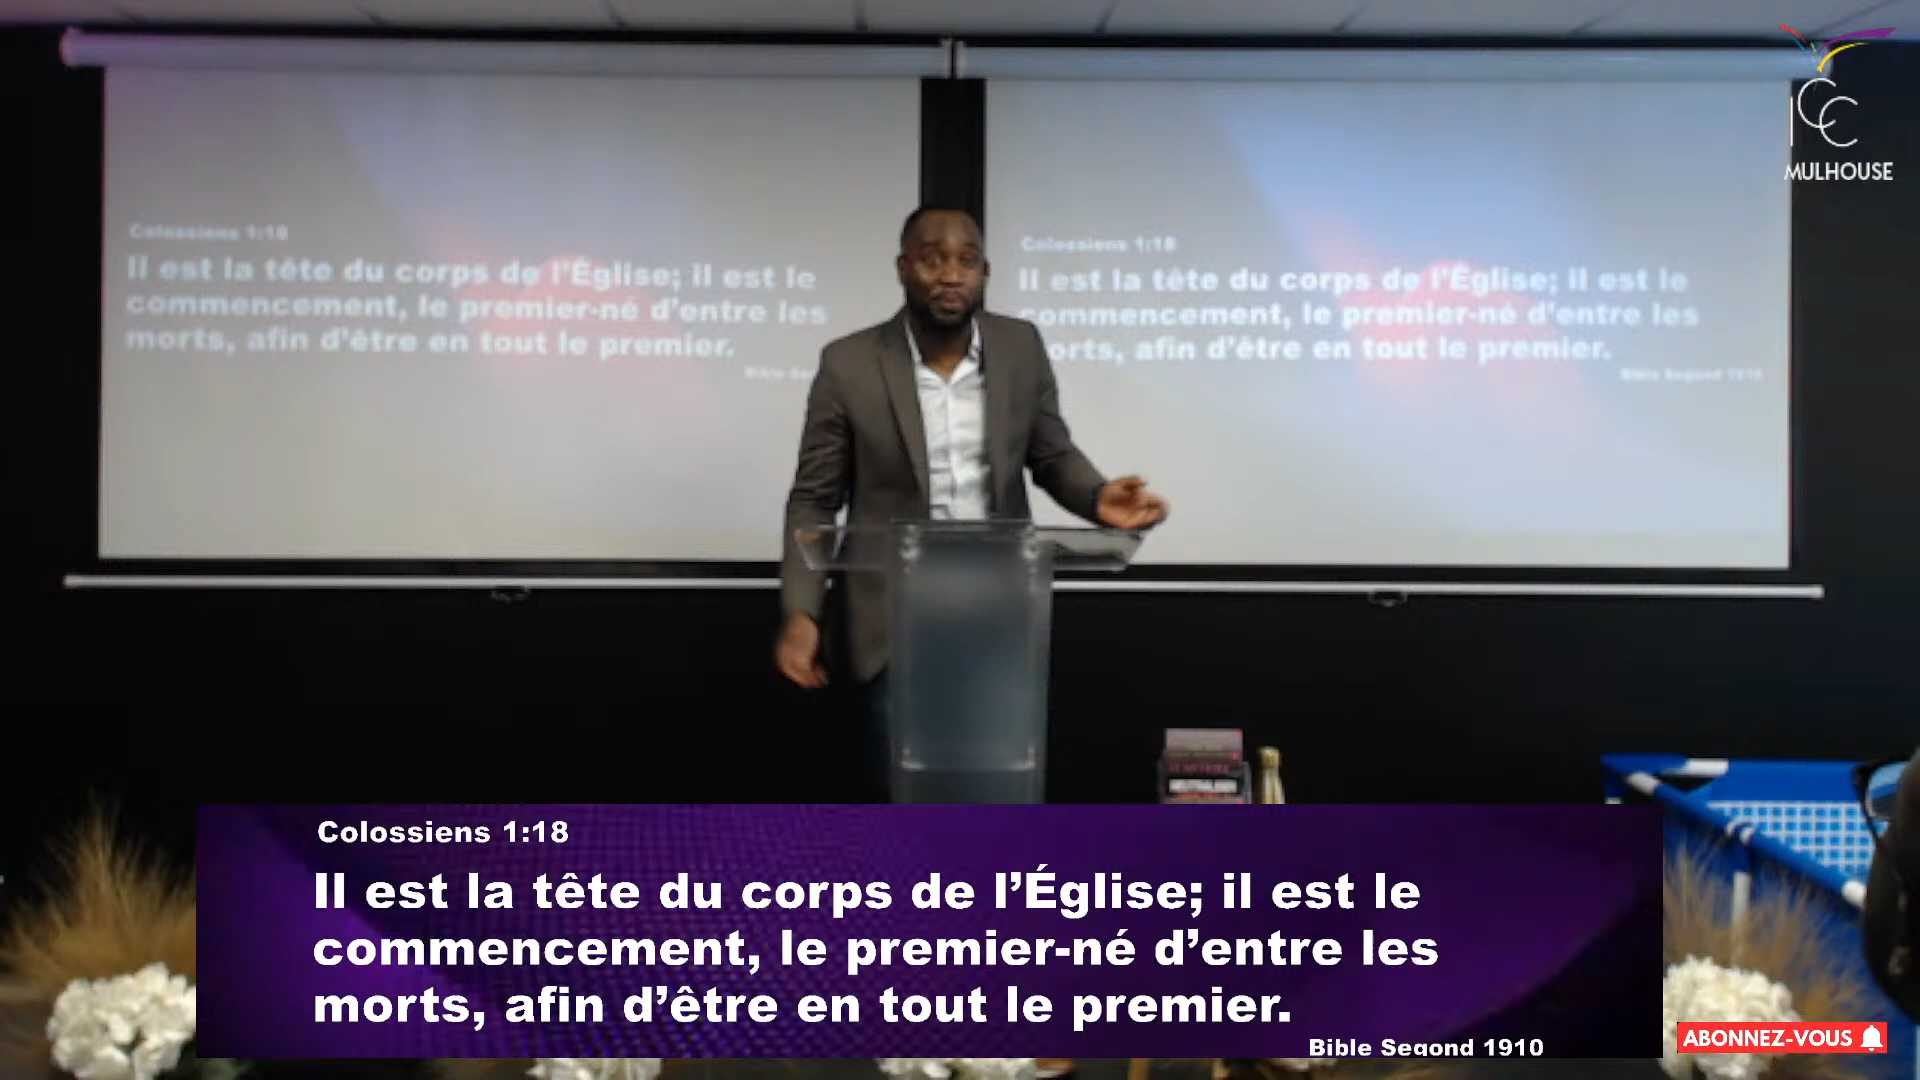 ICC
MULHOUSE
Colossiens 1:18
Il est la tête du corps de l'Église; il est le
commencement, le premier-né d'entre les
morts, afin d'être en tout le premier.
Colossiens 1:18
Il est la tête du corps de l'Église; il est le
commencement, le premier-né d'entre les
orts, afin d'être en tout le premier.
Bible Segond 1910
Colossiens 1:18
Il est la tête du corps de l’Église; il est le
commencement, le premier-né d’entre les
morts, afin d’être en tout le premier.
Bible Segond 1910
ABONNEZ-VOUS